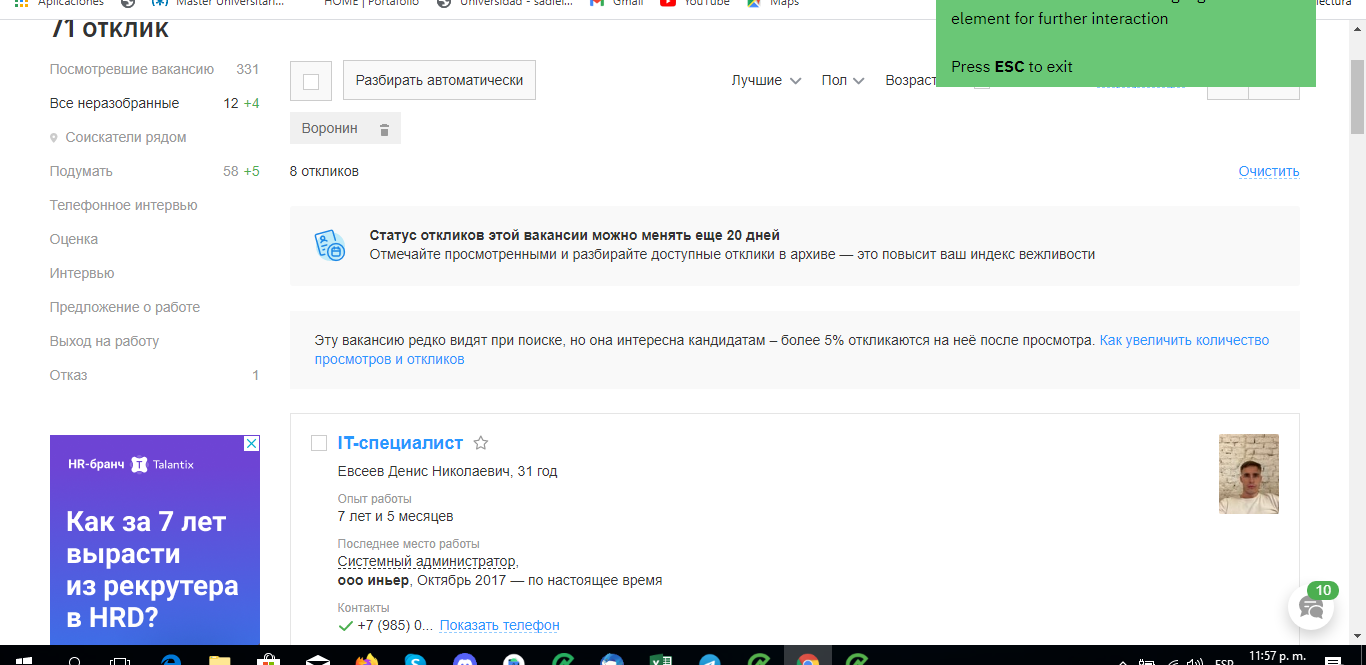 Aplicaciones
Master Universitari...
HOME | Portafolio
Universidad - sadiel...
Gmail
YouTube
Maps
lectura
element for further interaction
Press ESC to exit
71 отклик
Посмотревшие вакансию 331
Все неразобранные 12 +4
Соискатели рядом
Подумать 58 +5
Телефонное интервью
Оценка
Интервью
Предложение о работе
Выход на работу
Отказ 1
HR-бранч T Talantix
Как за 7 лет
вырасти
из рекрутера
в HRD?
Разбирать автоматически
Лучшие Пол Возраст
Воронин
8 откликов Очистить
Статус откликов этой вакансии можно менять еще 20 дней
Отмечайте просмотренными и разбирайте доступные отклики в архиве — это повысит ваш индекс вежливости
Эту вакансию редко видят при поиске, но она интересна кандидатам – более 5% откликаются на неё после просмотра. Как увеличить количество
просмотров и откликов
IT-специалист
Евсеев Денис Николаевич, 31 год
Опыт работы
7 лет и 5 месяцев
Последнее место работы
Системный администратор,
ооо иньер, Октябрь 2017 — по настоящее время
Контакты
+7 (985) 0... Показать телефон
10
ESP
11:57 p. m.